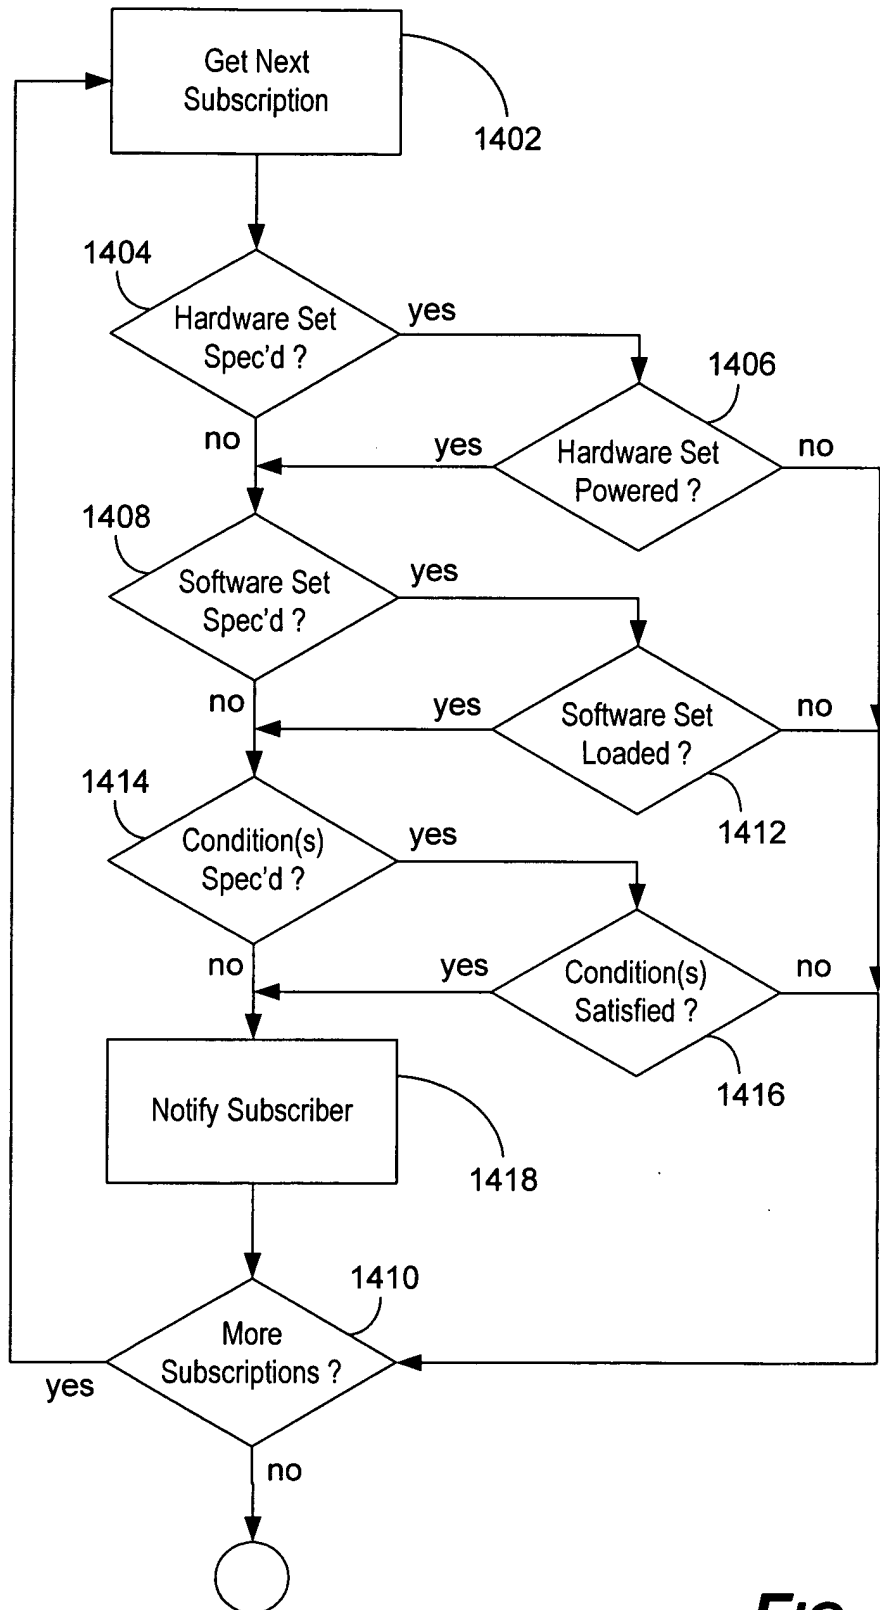 Get Next
Subscription
1402
1404
Hardware Set
Spec'd ?
yes
no
1406
Hardware Set
Powered ?
yes
no
1408
Software Set
Spec'd ?
yes
no
Software Set
Loaded ?
yes
no
1412
1414
Condition(s)
Spec'd ?
yes
no
Condition(s)
Satisfied ?
yes
no
1416
Notify Subscriber
1418
1410
More
Subscriptions ?
yes
no